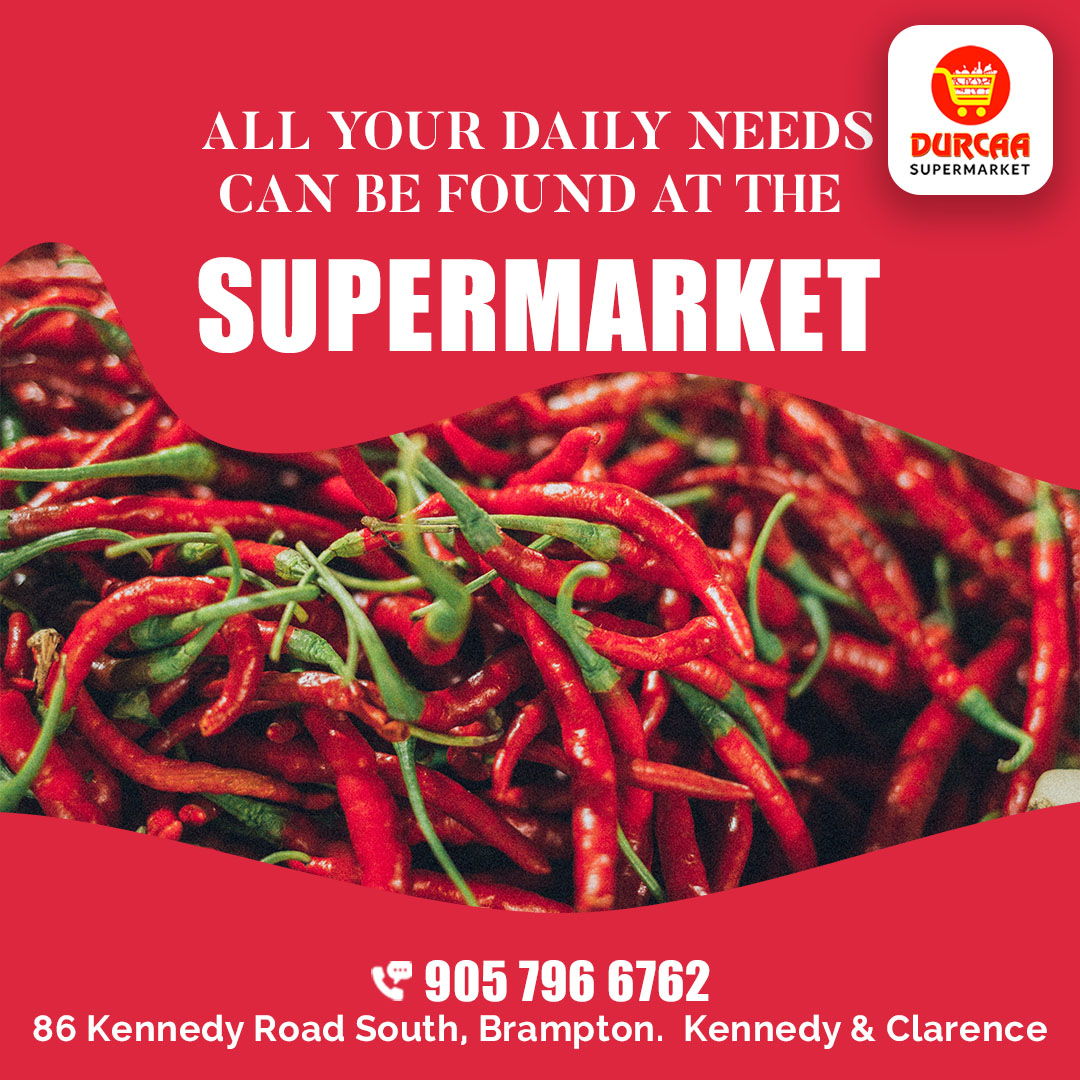 ALL YOUR DAILY NEEDS
CAN BE FOUND AT THE
SUPERMARKET
DURCAA
SUPERMARKET
905 796 6762
86 Kennedy Road South, Brampton.  Kennedy & Clarence